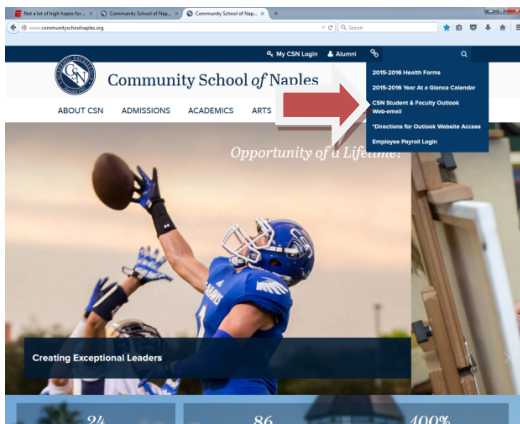 Not a lot of high hopes for...
Community School of Nap...
Community School of Nap...
www.communityschoolnaples.org
Search
My CSN Login
Alumni
Community School of Naples
2015-2016 Health Forms
2015-2016 Year At a Glance Calendar
CSN Student & Faculty Outlook
Web-email
*Directions for Outlook Website Access
Employee Payroll Login
ABOUT CSN
ADMISSIONS
ACADEMICS
ARTS
Opportunity of a Lifetime!
Creating Exceptional Leaders
24
86
400%